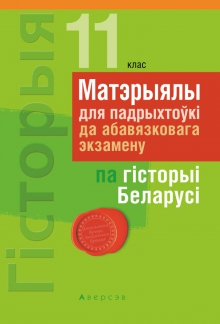 Гісторыя
11
клас
Матэрыялы
для падрыхтоўкі
да абавязковага
экзамену
па гісторыі
Беларусі
Аверсэв